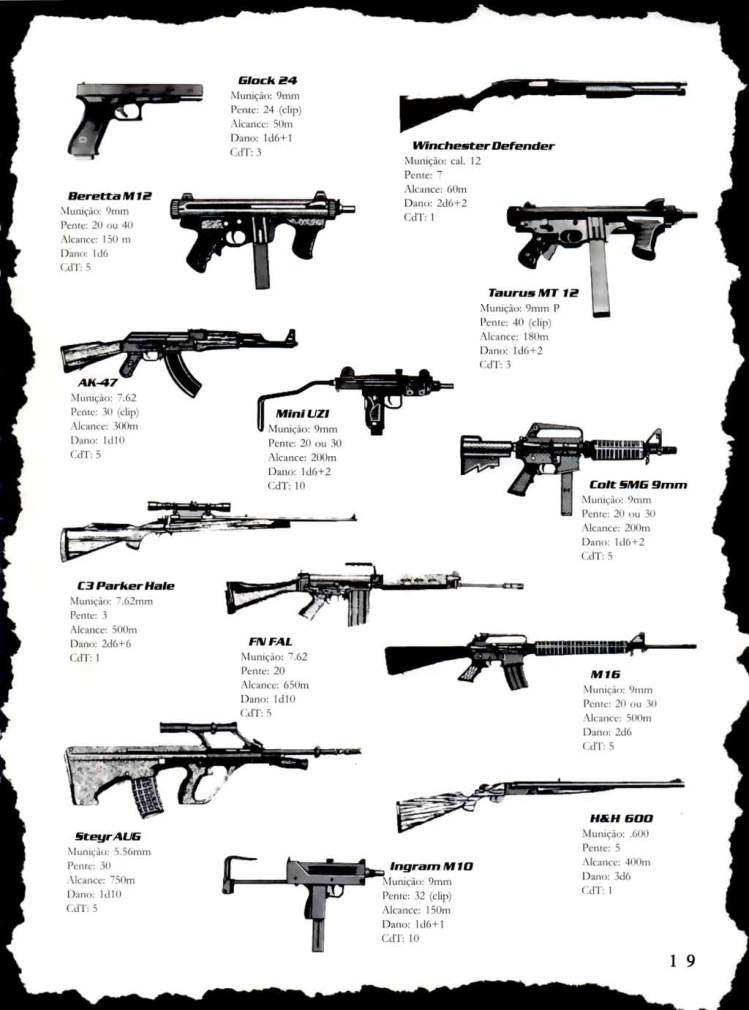 Glock 24
Munição: 9mm
Pente: 24 (clip)
Alcance: 50m
Dano: 1d6+1
CdT: 3
Winchester Defender
Munição: cal. 12
Pente: 7
Alcance: 60m
Dano: 2d6+2
CdT: 1
Beretta M12
Munição: 9mm
Pente: 20 ou 40
Alcance: 150 m
Dano: 1d6
CdT: 5
Taurus MT 12
Munição: 9mm P
Pente: 40 (clip)
Alcance: 180m
Dano: 1d6+2
CdT: 3
AK-47
Munição: 7.62
Pente: 30 (clip)
Alcance: 300m
Dano: 1d10
CdT: 5
Mini UZI
Munição: 9mm
Pente: 20 ou 30
Alcance: 200m
Dano: 1d6+2
CdT: 10
Colt SMG 9mm
Munição: 9mm
Pente: 20 ou 30
Alcance: 200m
Dano: 1d6+2
CdT: 5
C3 Parker Hale
Munição: 7.62mm
Pente: 3
Alcance: 500m
Dano: 2d6+6
CdT: 1
FN FAL
Munição: 7.62
Pente: 20
Alcance: 650m
Dano: 1d10
CdT: 5
M16
Munição: 9mm
Pente: 20 ou 30
Alcance: 500m
Dano: 2d6
CdT: 5
Steyr AUG
Munição: 5.56mm
Pente: 30
Alcance: 750m
Dano: 1d10
CdT: 5
H&H 600
Munição: .600
Pente: 5
Alcance: 400m
Dano: 3d6
CdT: 1
Ingram M10
Munição: 9mm
Pente: 32 (clip)
Alcance: 150m
Dano: 1d6+1
CdT: 10
1 9